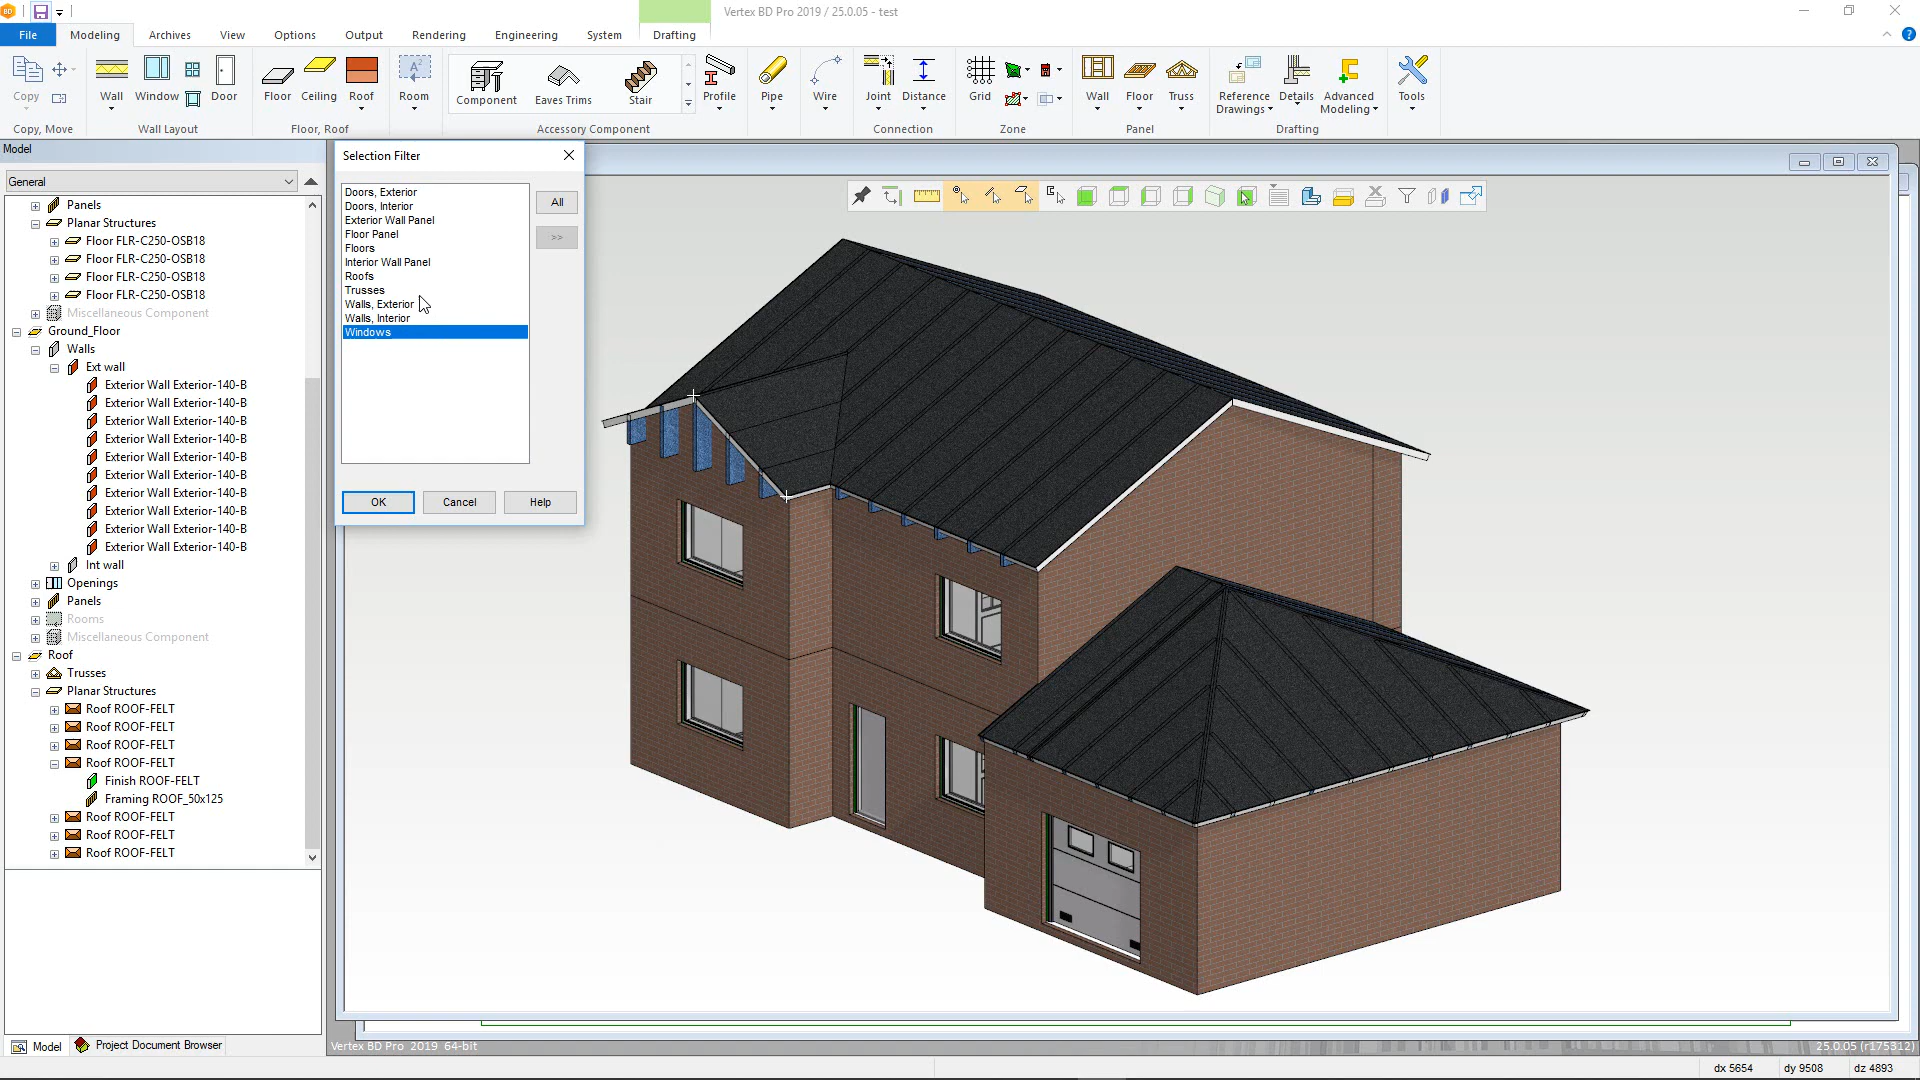 BD
Vertex BD Pro 2019 / 25.0.05 - test
File
Modeling
Archives
View
Options
Output
Rendering
Engineering
System
Drafting
Copy
Wall
Window
Door
Floor
Ceiling
Roof
Room
Component
Eaves Trims
Stair
Profile
Pipe
Wire
Joint
Distance
Grid
Wall
Floor
Truss
Reference Drawings
Details
Advanced Modeling
Tools
Copy, Move
Wall Layout
Floor, Roof
Accessory Component
Connection
Zone
Panel
Drafting
Model
General
Panels
Planar Structures
Floor FLR-C250-OSB18
Floor FLR-C250-OSB18
Floor FLR-C250-OSB18
Floor FLR-C250-OSB18
Miscellaneous Component
Ground_Floor
Walls
Ext wall
Exterior Wall Exterior-140-B
Exterior Wall Exterior-140-B
Exterior Wall Exterior-140-B
Exterior Wall Exterior-140-B
Exterior Wall Exterior-140-B
Exterior Wall Exterior-140-B
Exterior Wall Exterior-140-B
Exterior Wall Exterior-140-B
Exterior Wall Exterior-140-B
Exterior Wall Exterior-140-B
Int wall
Openings
Panels
Rooms
Miscellaneous Component
Roof
Trusses
Planar Structures
Roof ROOF-FELT
Roof ROOF-FELT
Roof ROOF-FELT
Roof ROOF-FELT
Finish ROOF-FELT
Framing ROOF_50x125
Roof ROOF-FELT
Roof ROOF-FELT
Roof ROOF-FELT
Model
Project Document Browser
Selection Filter
Doors, Exterior
Doors, Interior
Exterior Wall Panel
Floor Panel
Floors
Interior Wall Panel
Roofs
Trusses
Walls, Exterior
Walls, Interior
Windows
All
>>
OK
Cancel
Help
Vertex BD Pro 2019 64-bit
25.0.05 (r175312)
dx 5654
dy 9508
dz 4893